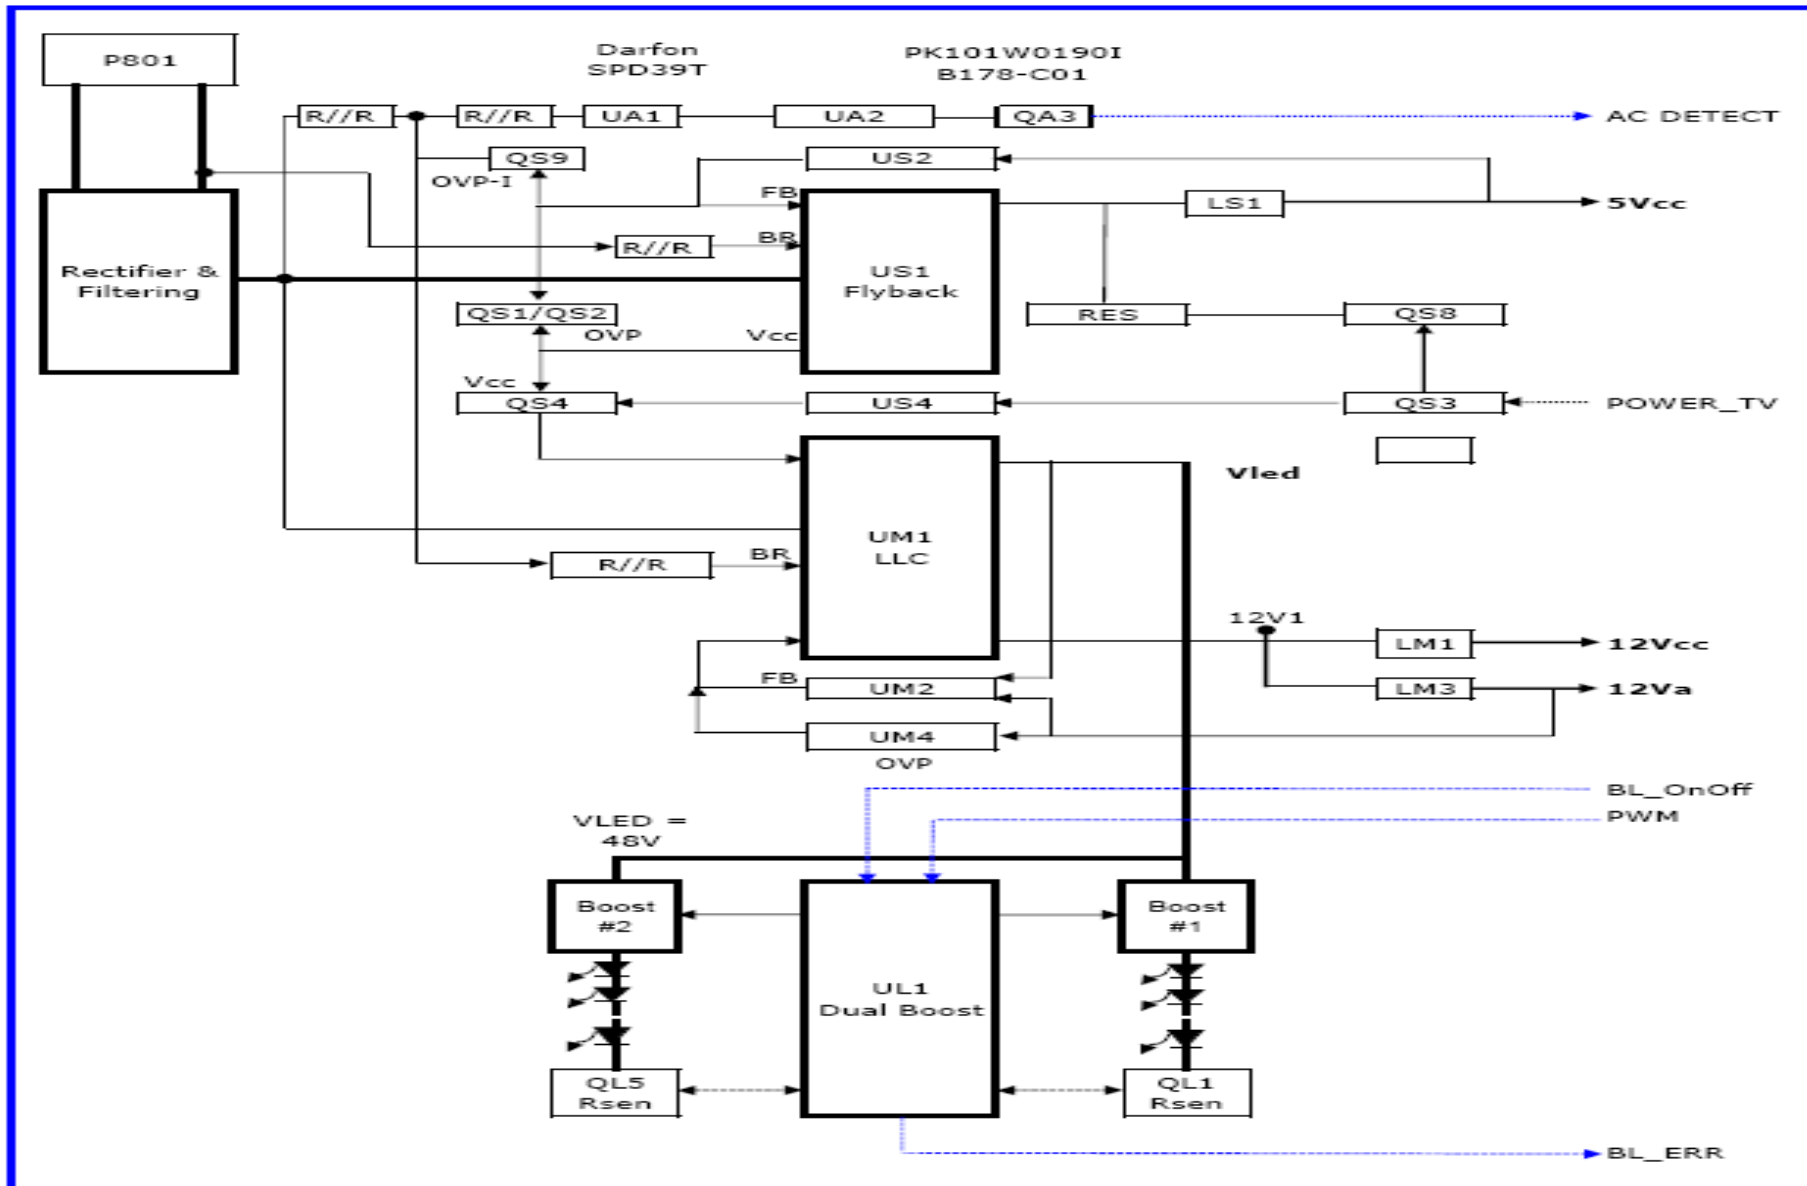 P801
Darfon
SPD39T
PK101W0190I
B178-C01
R//R
R//R
UA1
UA2
QA3
AC DETECT
QS9
US2
OVP-I
FB
LS1
5Vcc
R//R
BR
Rectifier &
Filtering
US1
Flyback
QS1/QS2
RES
QS8
OVP
Vcc
Vcc
QS4
US4
QS3
POWER_TV
Vled
UM1
LLC
R//R
BR
12V1
LM1
12Vcc
FB
UM2
LM3
12Va
UM4
OVP
BL_OnOff
PWM
VLED =
48V
Boost
#2
Boost
#1
UL1
Dual Boost
QL5
Rsen
QL1
Rsen
BL_ERR